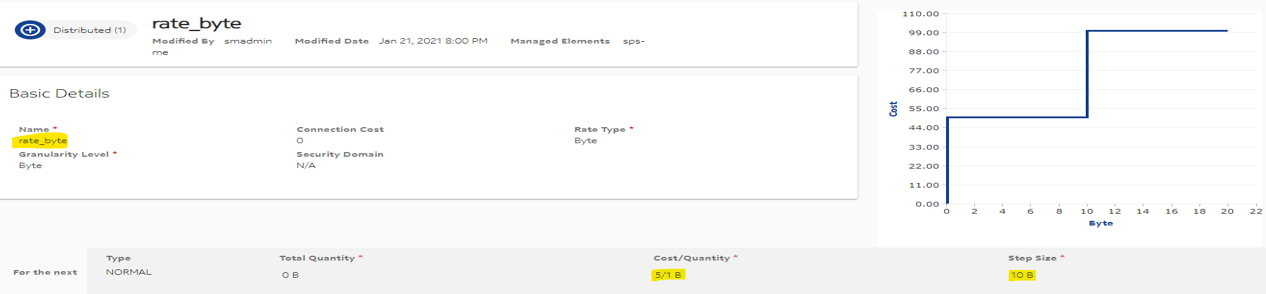 rate_byte
Distributed (1)
Modified By smadmin Modified Date Jan 21, 2021 8:00 PM Managed Elements sps-
me
Basic Details
Name * Connection Cost Rate Type *
rate_byte 0 Byte
Granularity Level * Security Domain
Byte N/A
110.00
99.00
88.00
77.00
66.00
55.00
44.00
33.00
22.00
11.00
0.00
Cost
0 2 4 6 8 10 12 14 16 18 20 22
Byte
Type Total Quantity * Cost/Quantity * Step Size *
For the next NORMAL 0 B 5/1 B 10 B